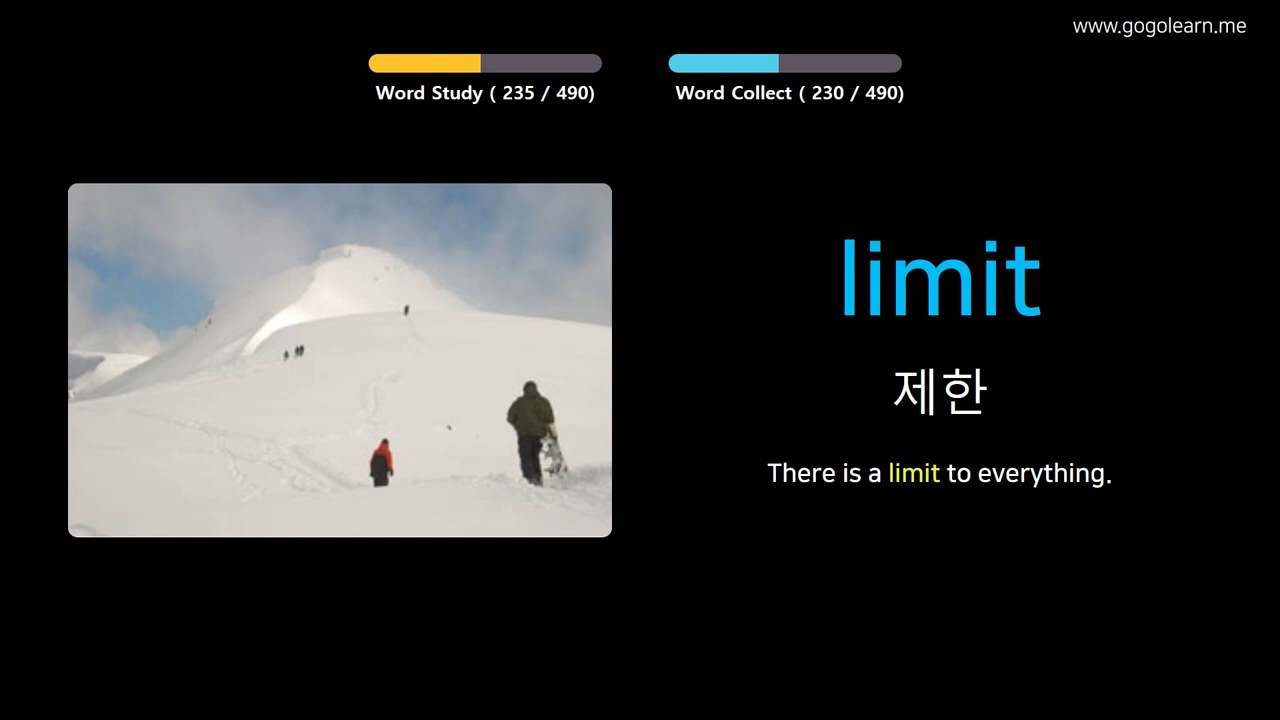 www.gogolearn.me
Word Study ( 235 / 490)
Word Collect ( 230 / 490)
limit
제한
There is a limit to everything.